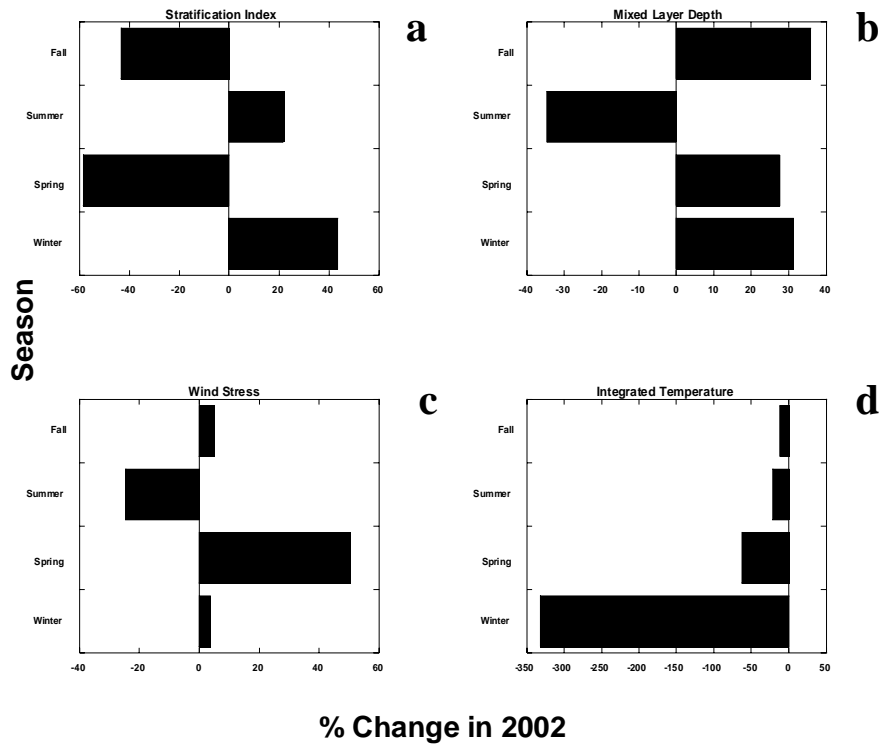 Stratification Index
a
Fall
Summer
Spring
Winter
-60 -40 -20 0 20 40 60
Mixed Layer Depth
b
Fall
Summer
Spring
Winter
-40 -30 -20 -10 0 10 20 30 40
Season
Wind Stress
c
Fall
Summer
Spring
Winter
-40 -20 0 20 40 60
Integrated Temperature
d
Fall
Summer
Spring
Winter
-350 -300 -250 -200 -150 -100 -50 0 50
% Change in 2002